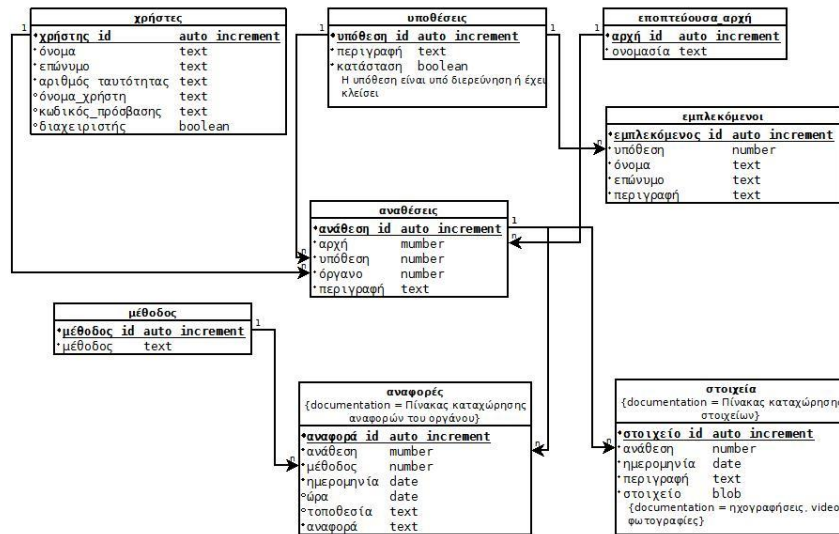 χρήστες
1
χρήστης id auto increment
όνομα text
επώνυμο text
αριθμός ταυτότητας text
όνομα_χρήστη text
κωδικός_πρόσβασης text
διαχειριστής boolean
υποθέσεις
1 1
υπόθεση id auto increment
περιγραφή text
κατάσταση boolean
Η υπόθεση είναι υπό διερεύνηση ή έχει
κλείσει
εποπτεύουσα_αρχή
1
αρχή id auto increment
ονομασία text
εμπλεκόμενοι
εμπλεκόμενος id auto increment
n
υπόθεση number
όνομα text
επώνυμο text
περιγραφή text
αναθέσεις
1
ανάθεση id auto increment
αρχή mumber
n
υπόθεση number
n
όργανο number
n
περιγραφή text
μέθοδος
1
μέθοδος id auto increment
μέθοδος text
αναφορές
{documentation = Πίνακας καταχώρησης
αναφορών του οργάνου}
αναφορά id auto increment
n
ανάθεση mumber
n
μέθοδος number
ημερομηνία date
ώρα date
τοποθεσία text
αναφορά text
στοιχεία
{documentation = Πίνακας καταχώρησης
στοιχείων}
στοιχείο id auto increment
n
ανάθεση number
ημερομηνία date
περιγραφή text
στοιχείο blob
{documentation = ηχογραφήσεις, video
φωτογραφίες}